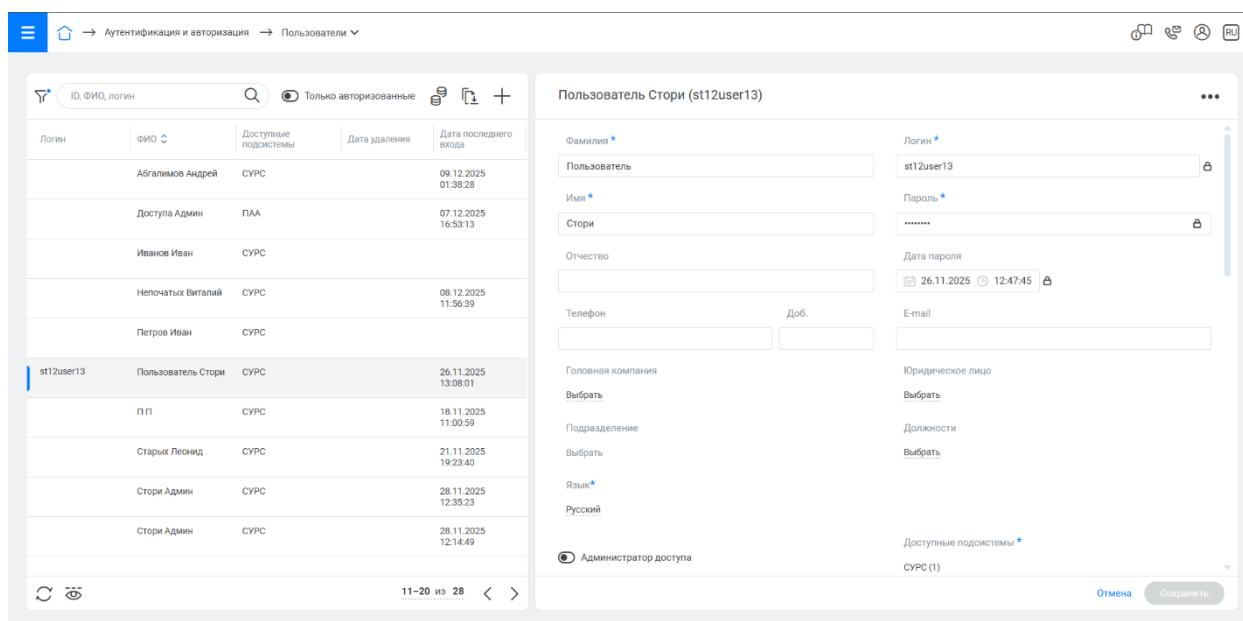 Аутентификация и авторизация → Пользователи
RU
ID, ФИО, логин
Только авторизованные
Логин ФИО Доступные подсистемы Дата удаления Дата последнего входа
Абгалимов Андрей СУРС 09.12.2025 01:38:28
Доступа Админ ПАА 07.12.2025 16:53:13
Иванов Иван СУРС
Непочатых Виталий СУРС 08.12.2025 11:56:39
Петров Иван СУРС
st12user13 Пользователь Стори СУРС 26.11.2025 13:08:01
П П СУРС 18.11.2025 11:00:59
Старых Леонид СУРС 21.11.2025 19:23:40
Стори Админ СУРС 28.11.2025 12:35:23
Стори Админ СУРС 28.11.2025 12:14:49
11–20 из 28
Пользователь Стори (st12user13)
Фамилия * Логин *
Пользователь st12user13
Имя * Пароль *
Стори ········
Отчество Дата пароля
26.11.2025 12:47:45
Телефон Доб. E-mail
Головная компания Юридическое лицо
Выбрать Выбрать
Подразделение Должности
Выбрать Выбрать
Язык*
Русский
Доступные подсистемы *
Администратор доступа
СУРС (1)
Отмена Сохранить